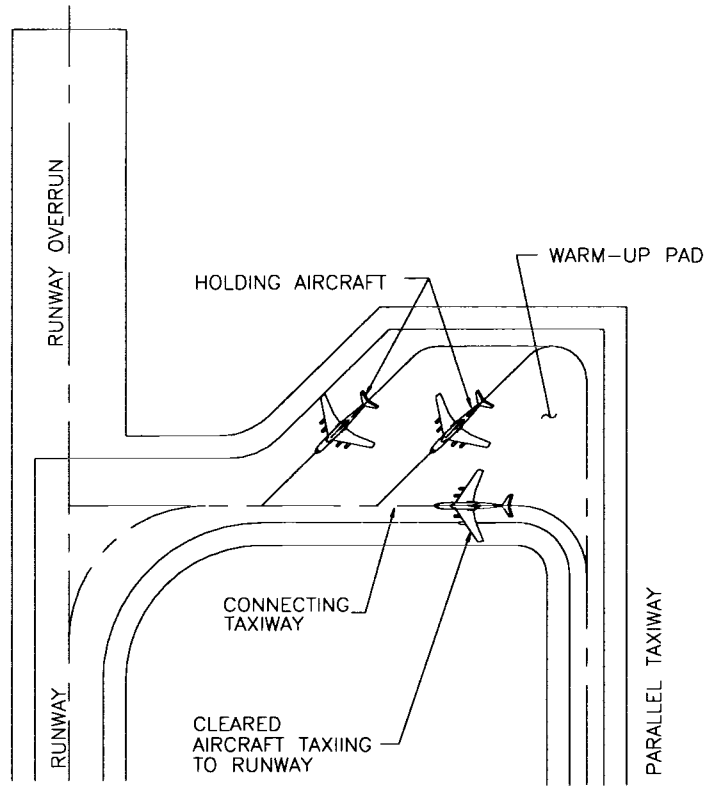 RUNWAY OVERRUN
WARM-UP PAD
HOLDING AIRCRAFT
CONNECTING
TAXIWAY
RUNWAY
CLEARED
AIRCRAFT TAXIING
TO RUNWAY
PARALLEL TAXIWAY